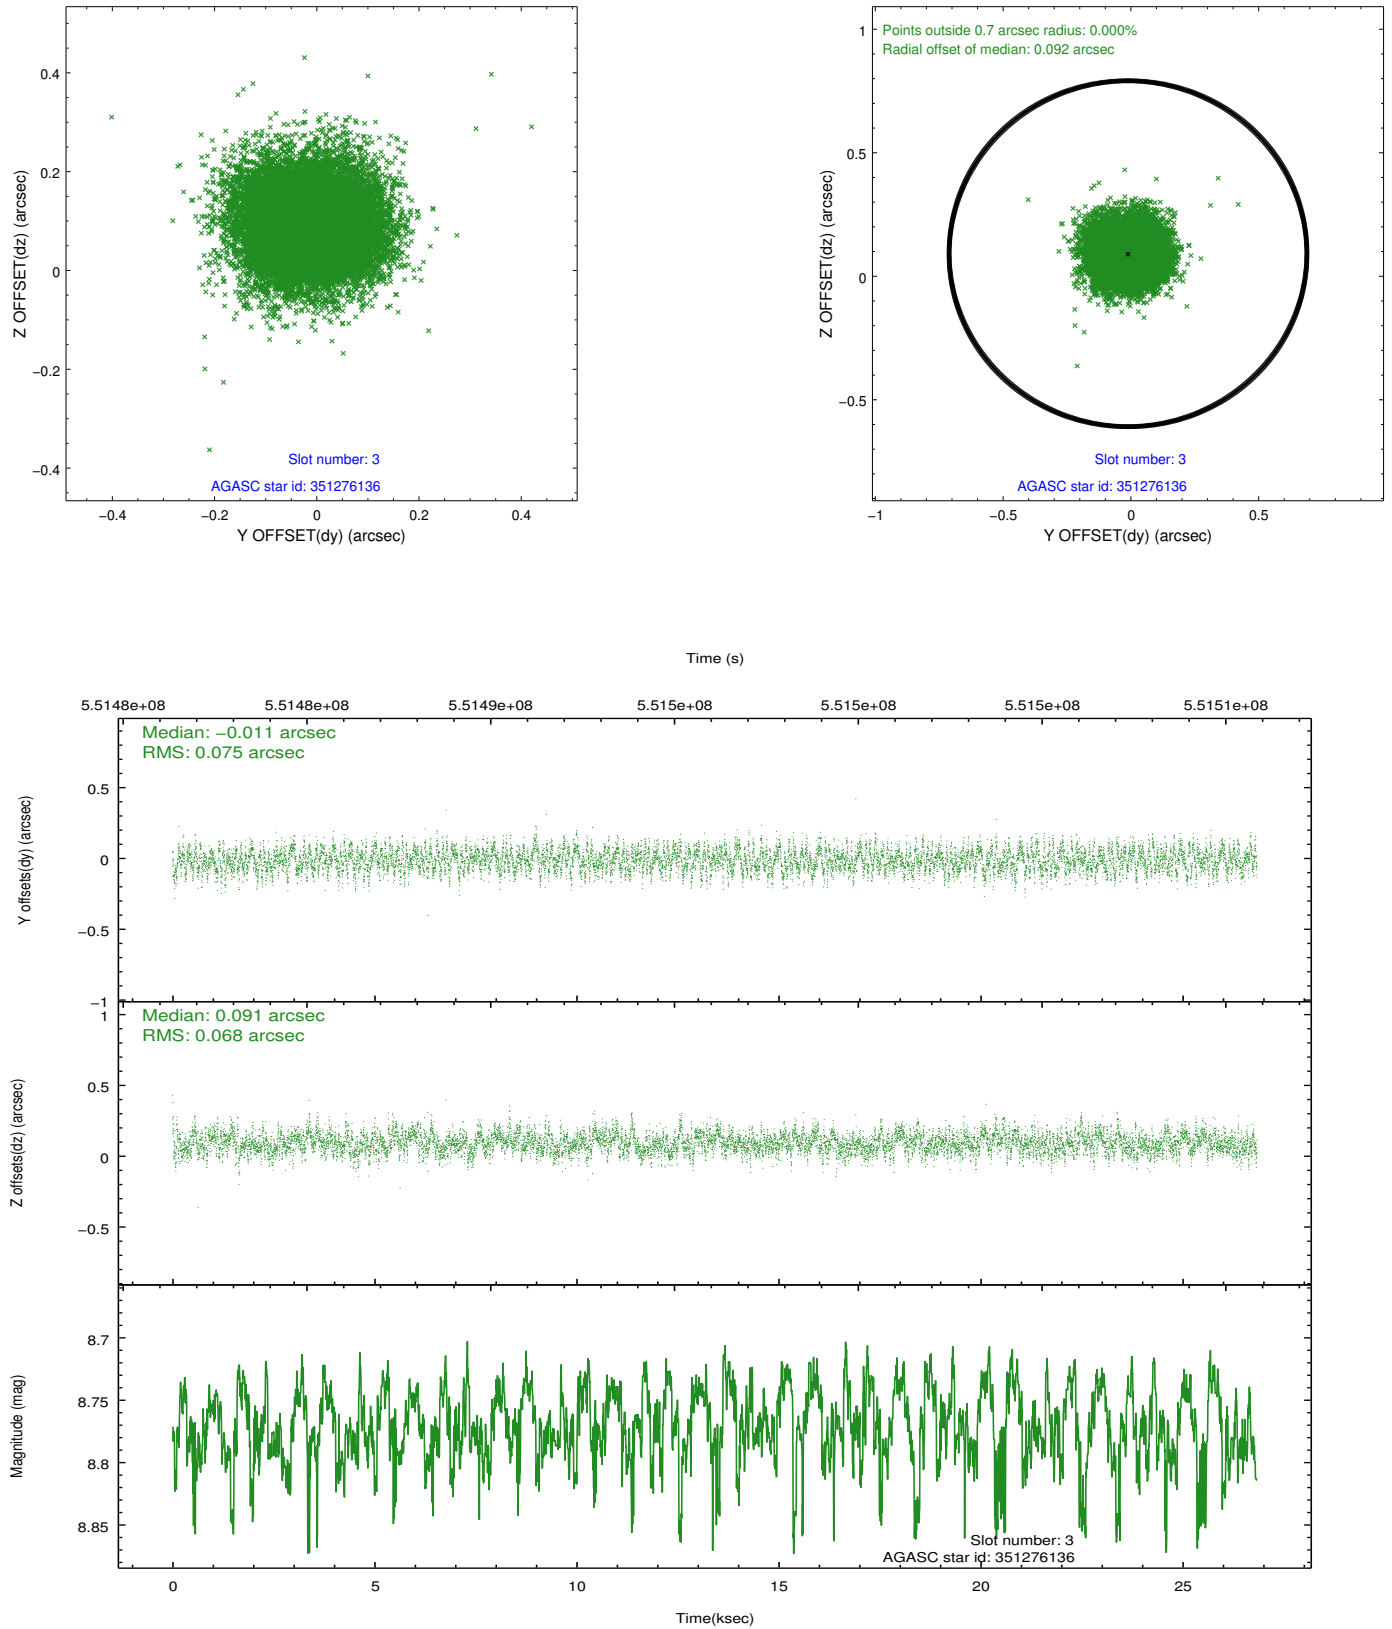 0.4
0.2
0
−0.2
−0.4
Z OFFSET(dz) (arcsec)
Slot number: 3
AGASC star id: 351276136
−0.4 −0.2 0 0.2 0.4
Y OFFSET(dy) (arcsec)
Points outside 0.7 arcsec radius: 0.000%
Radial offset of median: 0.092 arcsec
1
0.5
0
−0.5
Z OFFSET(dz) (arcsec)
Slot number: 3
AGASC star id: 351276136
−1 −0.5 0 0.5
Y OFFSET(dy) (arcsec)
Time (s)
5.5148e+08 5.5148e+08 5.5149e+08 5.515e+08 5.515e+08 5.515e+08 5.5151e+08
Median: −0.011 arcsec
RMS: 0.075 arcsec
0.5
0
−0.5
−1
Y offsets(dy) (arcsec)
Median: 0.091 arcsec
RMS: 0.068 arcsec
1
0.5
0
−0.5
Z offsets(dz) (arcsec)
8.7
8.75
8.8
8.85
Magnitude (mag)
Slot number: 3
AGASC star id: 351276136
0 5 10 15 20 25
Time(ksec)